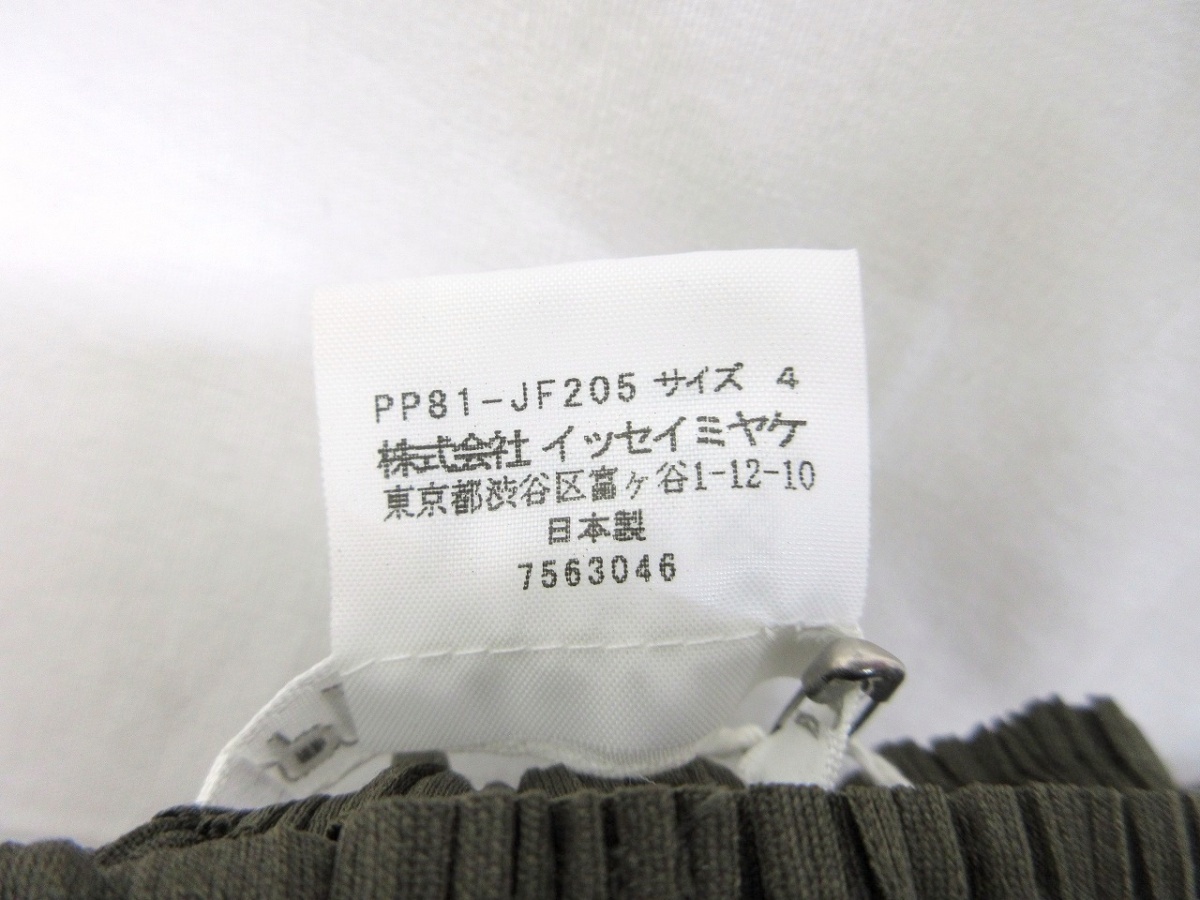 PP81-JF205 サイズ 4
株式会社 イッセイミヤケ
東京都渋谷区富ヶ谷1-12-10
日本製
7563046